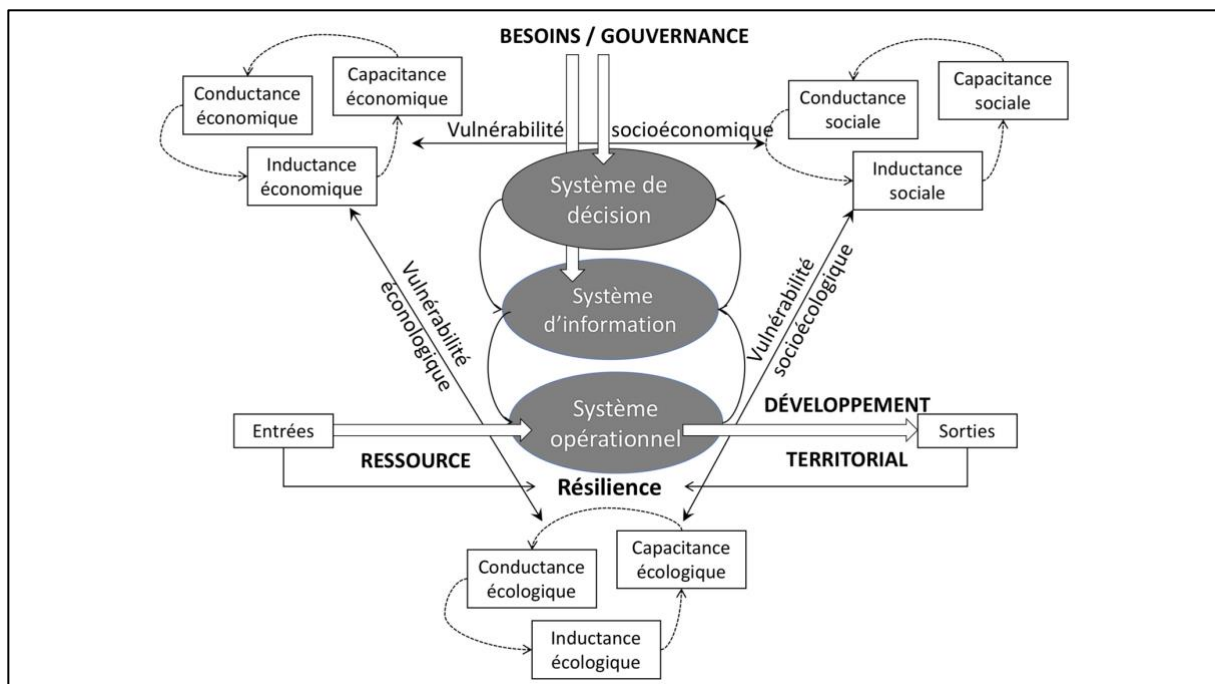 BESOINS / GOUVERNANCE
Capacitance
économique
Conductance
économique
Inductance
économique
Vulnérabilité socioéconomique
Capacitance
sociale
Conductance
sociale
Inductance
sociale
Système de
décision
Système
d’information
Système
opérationnel
Vulnérabilité
éconologique
Vulnérabilité
socioécologique
Entrées
RESSOURCE
DÉVELOPPEMENT
TERRITORIAL
Sorties
Résilience
Capacitance
écologique
Conductance
écologique
Inductance
écologique